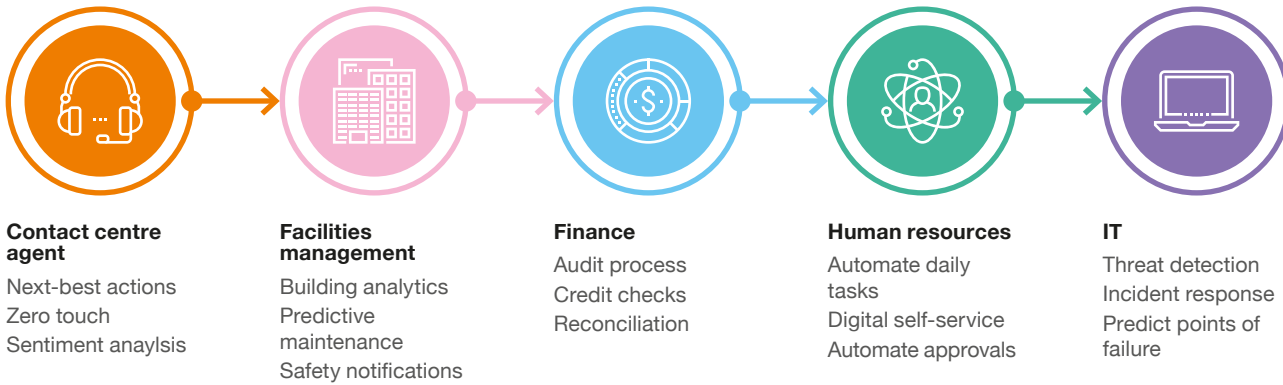 Contact centre
agent
Next-best actions
Zero touch
Sentiment anaylsis
Facilities
management
Building analytics
Predictive
maintenance
Safety notifications
Finance
Audit process
Credit checks
Reconciliation
Human resources
Automate daily
tasks
Digital self-service
Automate approvals
IT
Threat detection
Incident response
Predict points of
failure